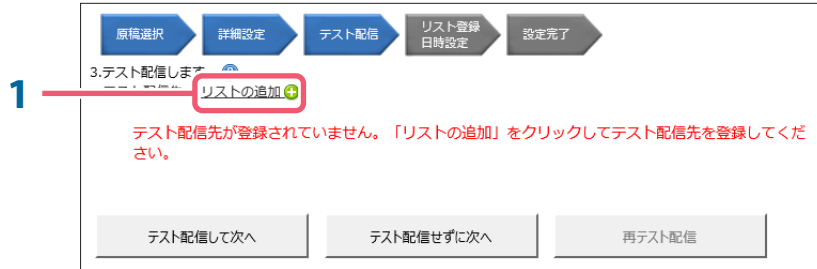 原稿選択 詳細設定 テスト配信 リスト登録 日時設定 設定完了
3.テスト配信します
リストの追加
1
テスト配信先が登録されていません。「リストの追加」をクリックしてテスト配信先を登録してくだ
さい。
テスト配信して次へ テスト配信せずに次へ 再テスト配信